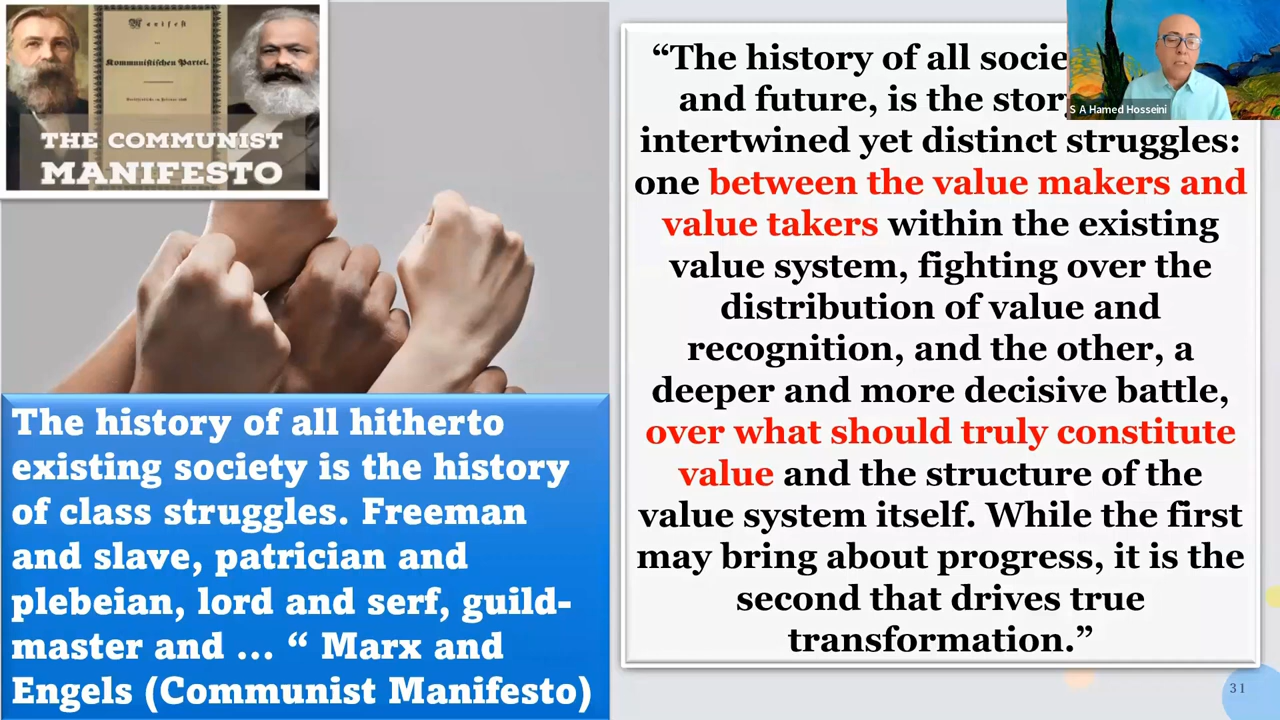 Manifest
der
Kommunistischen Partei.
THE COMMUNIST
MANIFESTO
The history of all hitherto
existing society is the history
of class struggles. Freeman
and slave, patrician and
plebeian, lord and serf, guild-
master and ... “ Marx and
Engels (Communist Manifesto)
“The history of all socie
and future, is the stor
intertwined yet distinct struggles:
one between the value makers and
value takers within the existing
value system, fighting over the
distribution of value and
recognition, and the other, a
deeper and more decisive battle,
over what should truly constitute
value and the structure of the
value system itself. While the first
may bring about progress, it is the
second that drives true
transformation.”
S A Hamed Hosseini
31